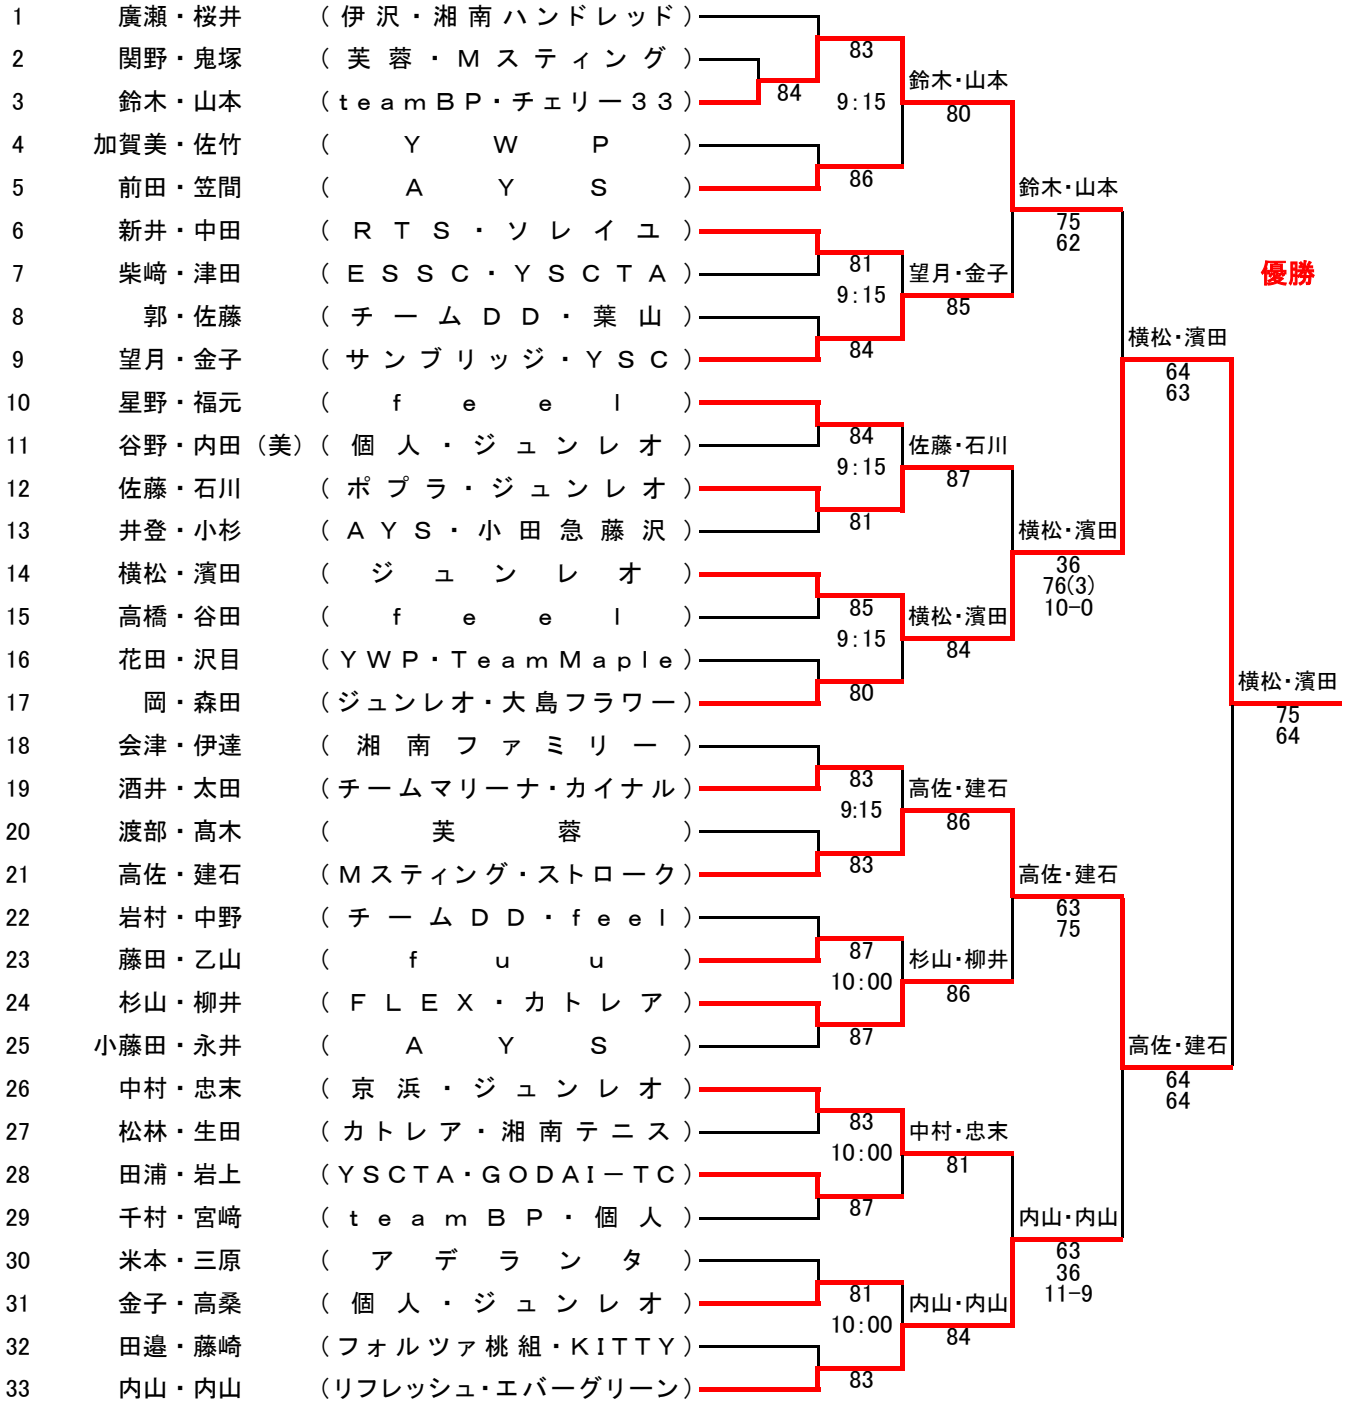 1 廣瀬・桜井 (伊沢・湘南ハンドレッド)
2 関野・鬼塚 (芙蓉・Mスティング)
3 鈴木・山本 (teamBP・チェリー33)
4 加賀美・佐竹 (YWP)
5 前田・笠間 (AYS)
6 新井・中田 (RTS・ソレイユ)
7 柴﨑・津田 (ESSC・YSCTA)
8 郭・佐藤 (チームDD・葉山)
9 望月・金子 (サンブリッジ・YSC)
10 星野・福元 (feel)
11 谷野・内田(美) (個人・ジュンレオ)
12 佐藤・石川 (ポプラ・ジュンレオ)
13 井登・小杉 (AYS・小田急藤沢)
14 横松・濱田 (ジュンレオ)
15 高橋・谷田 (feel)
16 花田・沢目 (YWP・TeamMaple)
17 岡・森田 (ジュンレオ・大島フラワー)
18 会津・伊達 (湘南ファミリー)
19 酒井・太田 (チームマリーナ・カイナル)
20 渡部・髙木 (芙蓉)
21 高佐・建石 (Mスティング・ストローク)
22 岩村・中野 (チームDD・feel)
23 藤田・乙山 (fuu)
24 杉山・柳井 (FLEX・カトレア)
25 小藤田・永井 (AYS)
26 中村・忠末 (京浜・ジュンレオ)
27 松林・生田 (カトレア・湘南テニス)
28 田浦・岩上 (YSCTA・GODAI－TC)
29 千村・宮﨑 (teamBP・個人)
30 米本・三原 (アデランタ)
31 金子・高桑 (個人・ジュンレオ)
32 田邉・藤崎 (フォルツァ桃組・KITTY)
33 内山・内山 (リフレッシュ・エバーグリーン)
84
83
9:15
86
81
9:15
84
84
9:15
81
85
9:15
80
83
9:15
83
87
10:00
87
83
10:00
87
81
10:00
83
鈴木・山本
80
望月・金子
85
佐藤・石川
87
横松・濱田
84
高佐・建石
86
杉山・柳井
86
中村・忠末
81
内山・内山
84
鈴木・山本
75
62
横松・濱田
36
76(3)
10-0
高佐・建石
63
75
内山・内山
63
36
11-9
横松・濱田
64
63
高佐・建石
64
64
優勝
横松・濱田
75
64